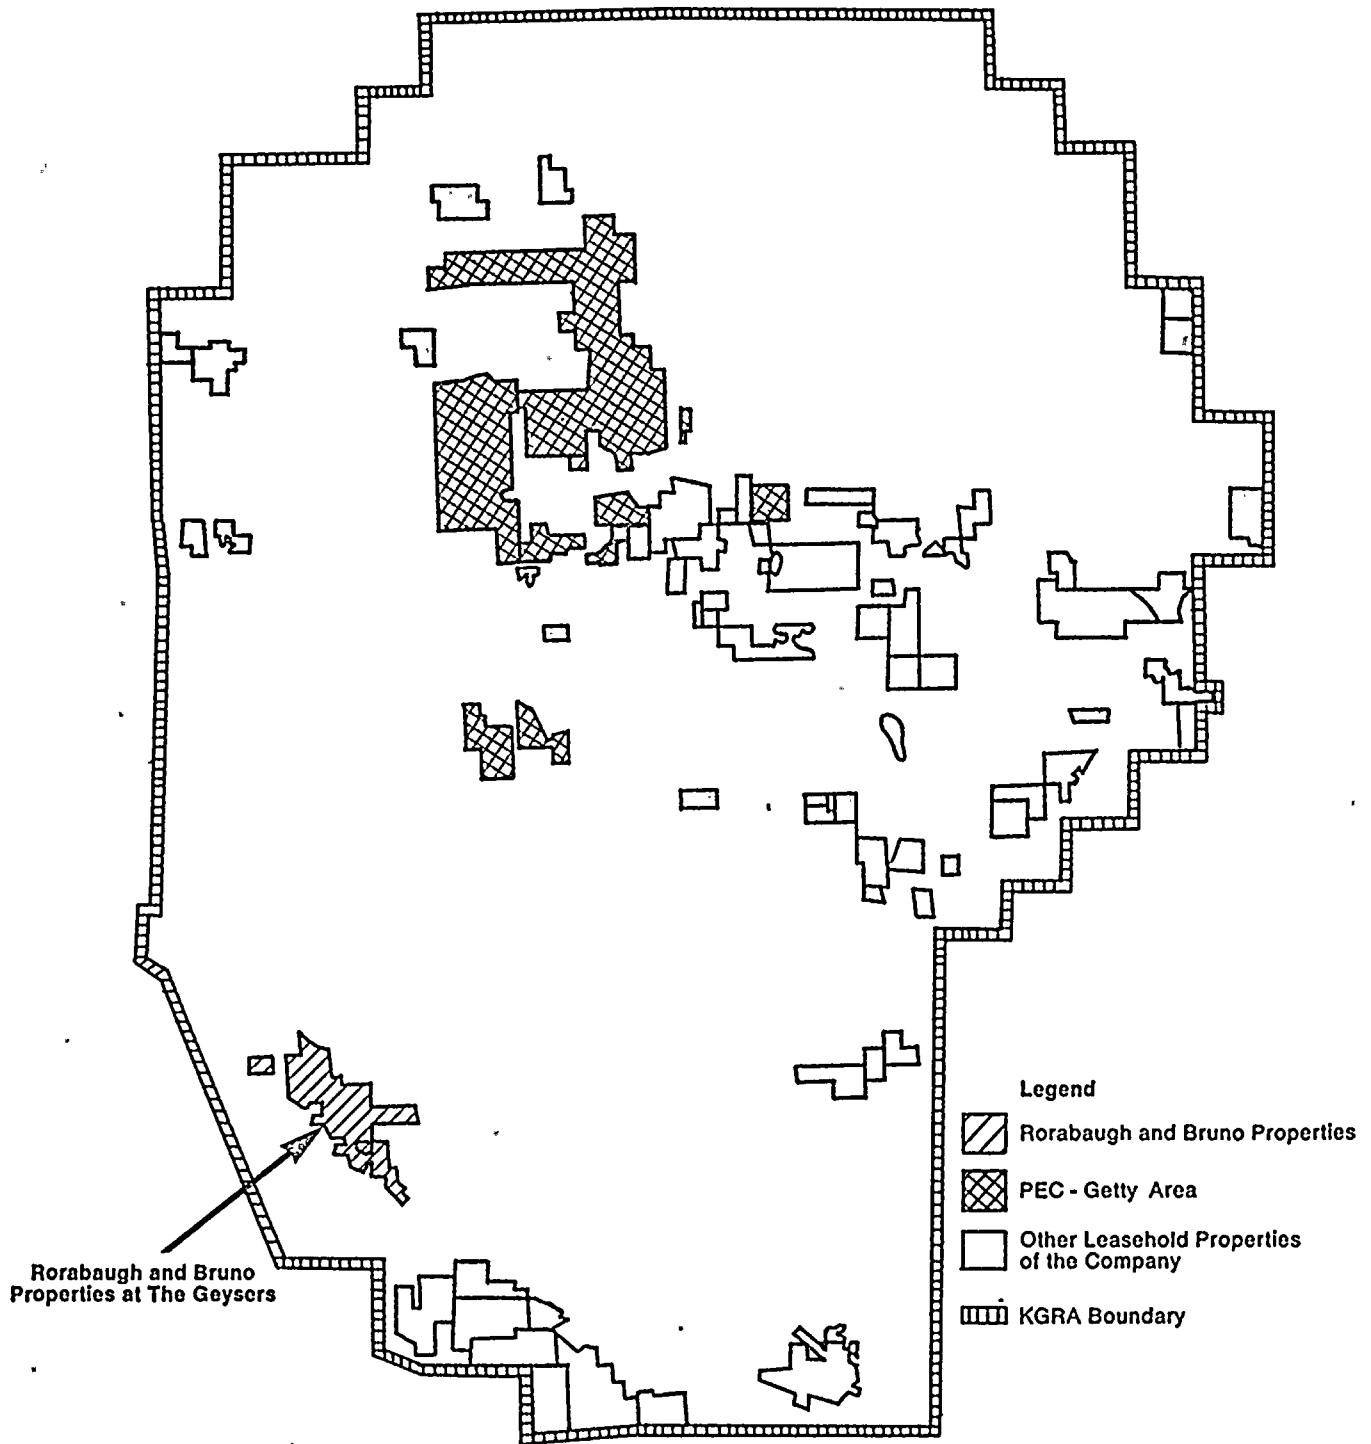 Legend
Rorabaugh and Bruno Properties
PEC - Getty Area
Other Leasehold Properties
of the Company
KGRA Boundary
Rorabaugh and Bruno
Properties at The Geysers